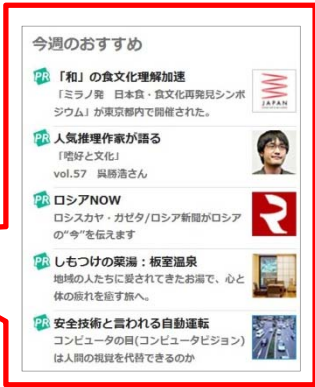 今週のおすすめ
PR 「和」の食文化理解加速
「ミラノ発 日本食・食文化再発見シンポ
ジウム」が東京都内で開催された。
JAPAN
PR 人気推理作家が語る
「嗜好と文化」
vol.57 呉勝浩さん
PR ロシアNOW
ロシスカヤ・ガゼタ/ロシア新聞がロシア
の“今”を伝えます
PR しもつけの薬湯：板室温泉
地域の人たちに愛されてきたお湯で、心と
体の疲れを癒す旅へ。
PR 安全技術と言われる自動運転
コンピュータの目(コンピュータビジョン)
は人間の視覚を代替できるのか